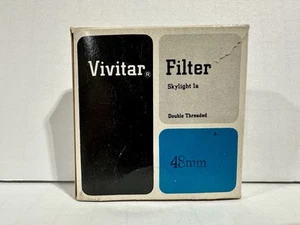 Vivitar®
Filter
Skylight 1a
Double Threaded
48mm